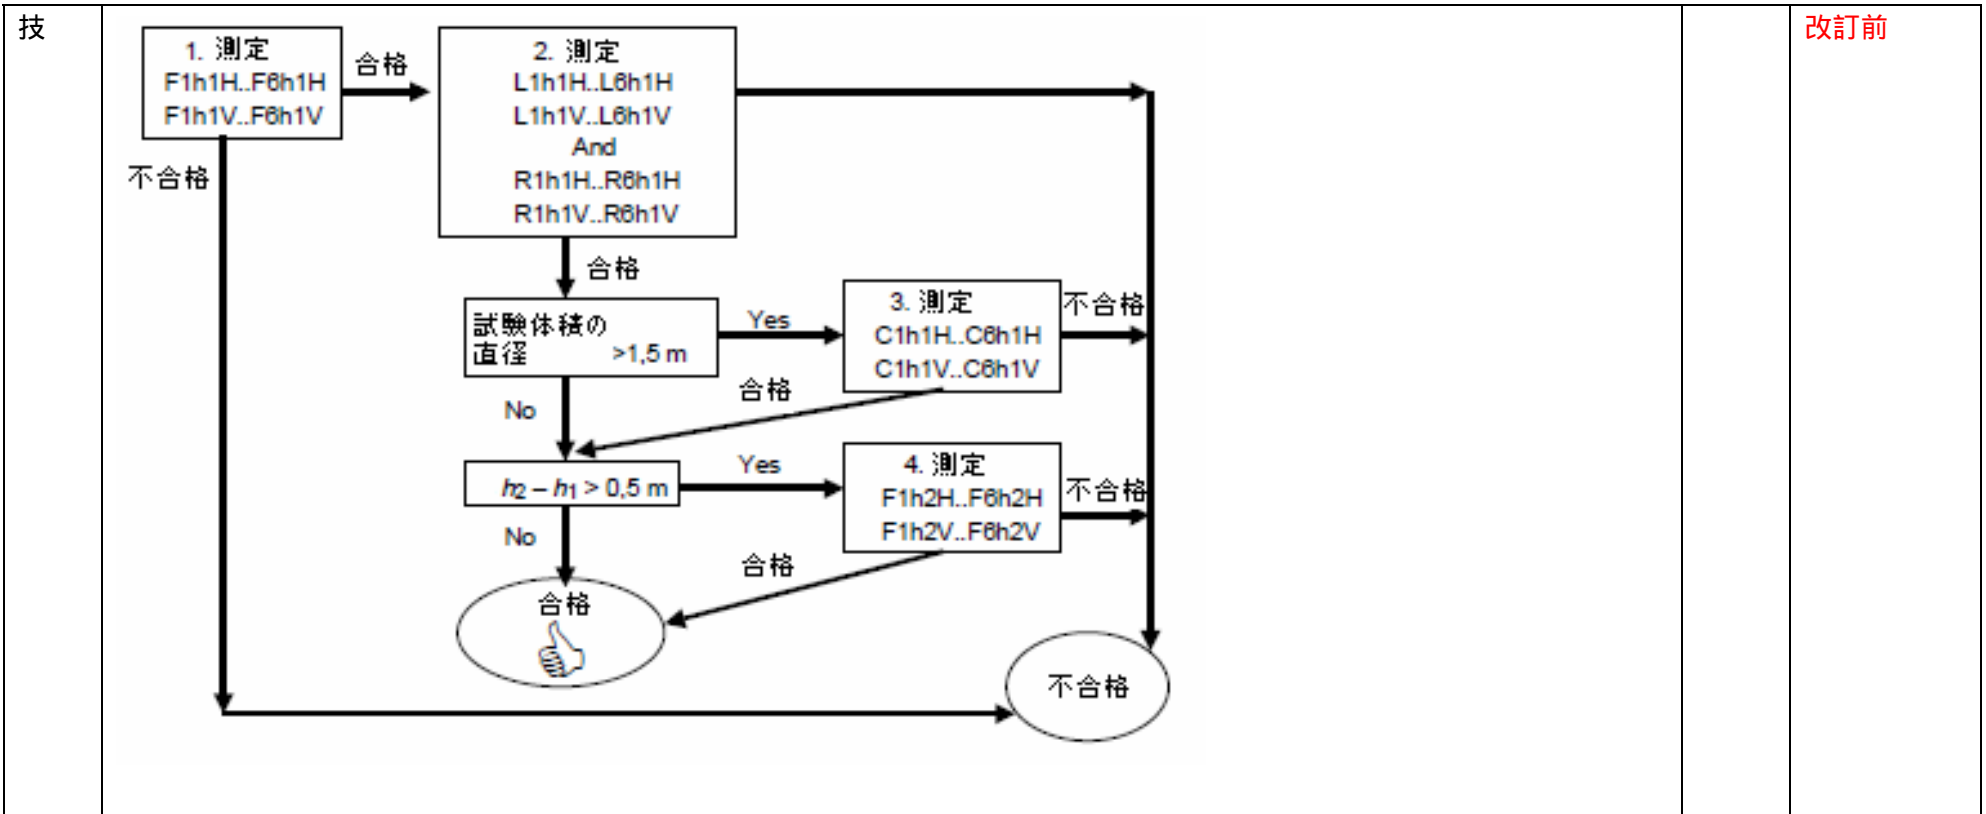 技
改訂前
1. 測定
F1h1H..F6h1H
F1h1V..F6h1V
合格
2. 測定
L1h1H..L6h1H
L1h1V..L6h1V
And
R1h1H..R6h1H
R1h1V..R6h1V
不合格
合格
試験体積の
直径 >1,5 m
Yes
3. 測定
C1h1H..C6h1H
C1h1V..C6h1V
不合格
合格
No
h2 – h1 > 0,5 m
Yes
4. 測定
F1h2H..F6h2H
F1h2V..F6h2V
不合格
No
合格
合格
不合格